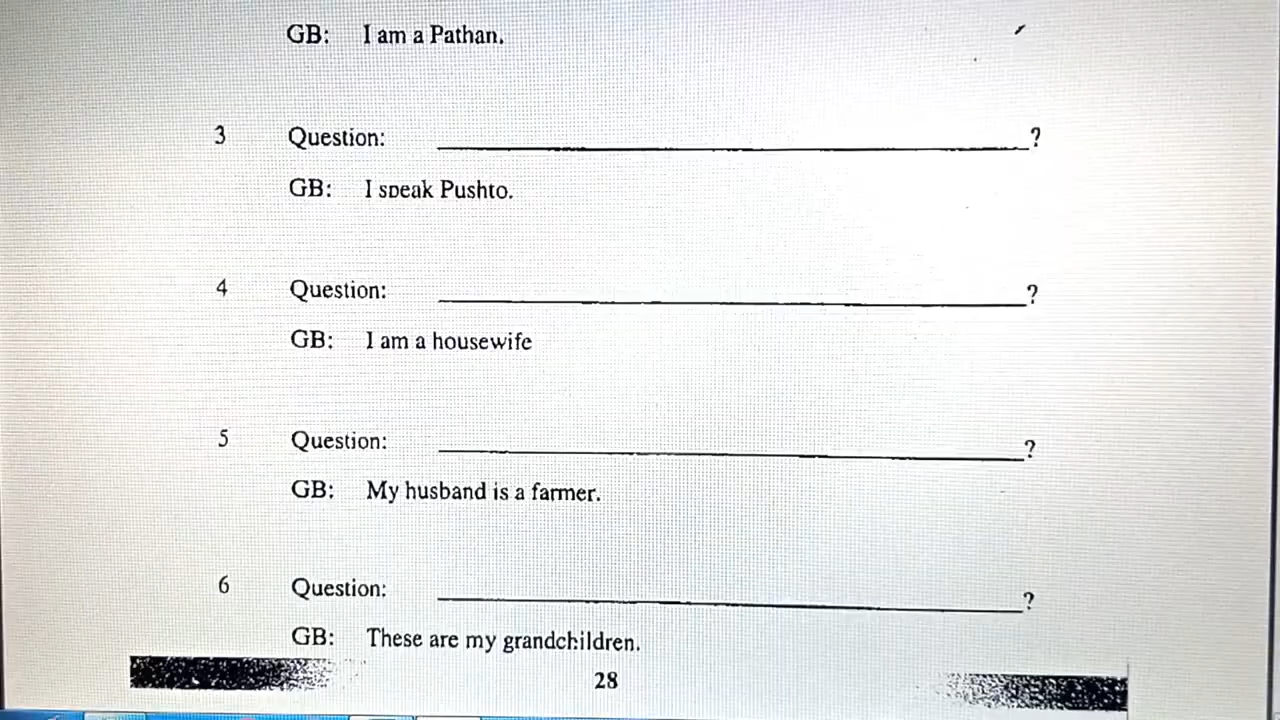 GB: I am a Pathan.
3 Question: ?
GB: I speak Pushto.
4 Question: ?
GB: I am a housewife
5 Question: ?
GB: My husband is a farmer.
6 Question: ?
GB: These are my grandchildren.
28